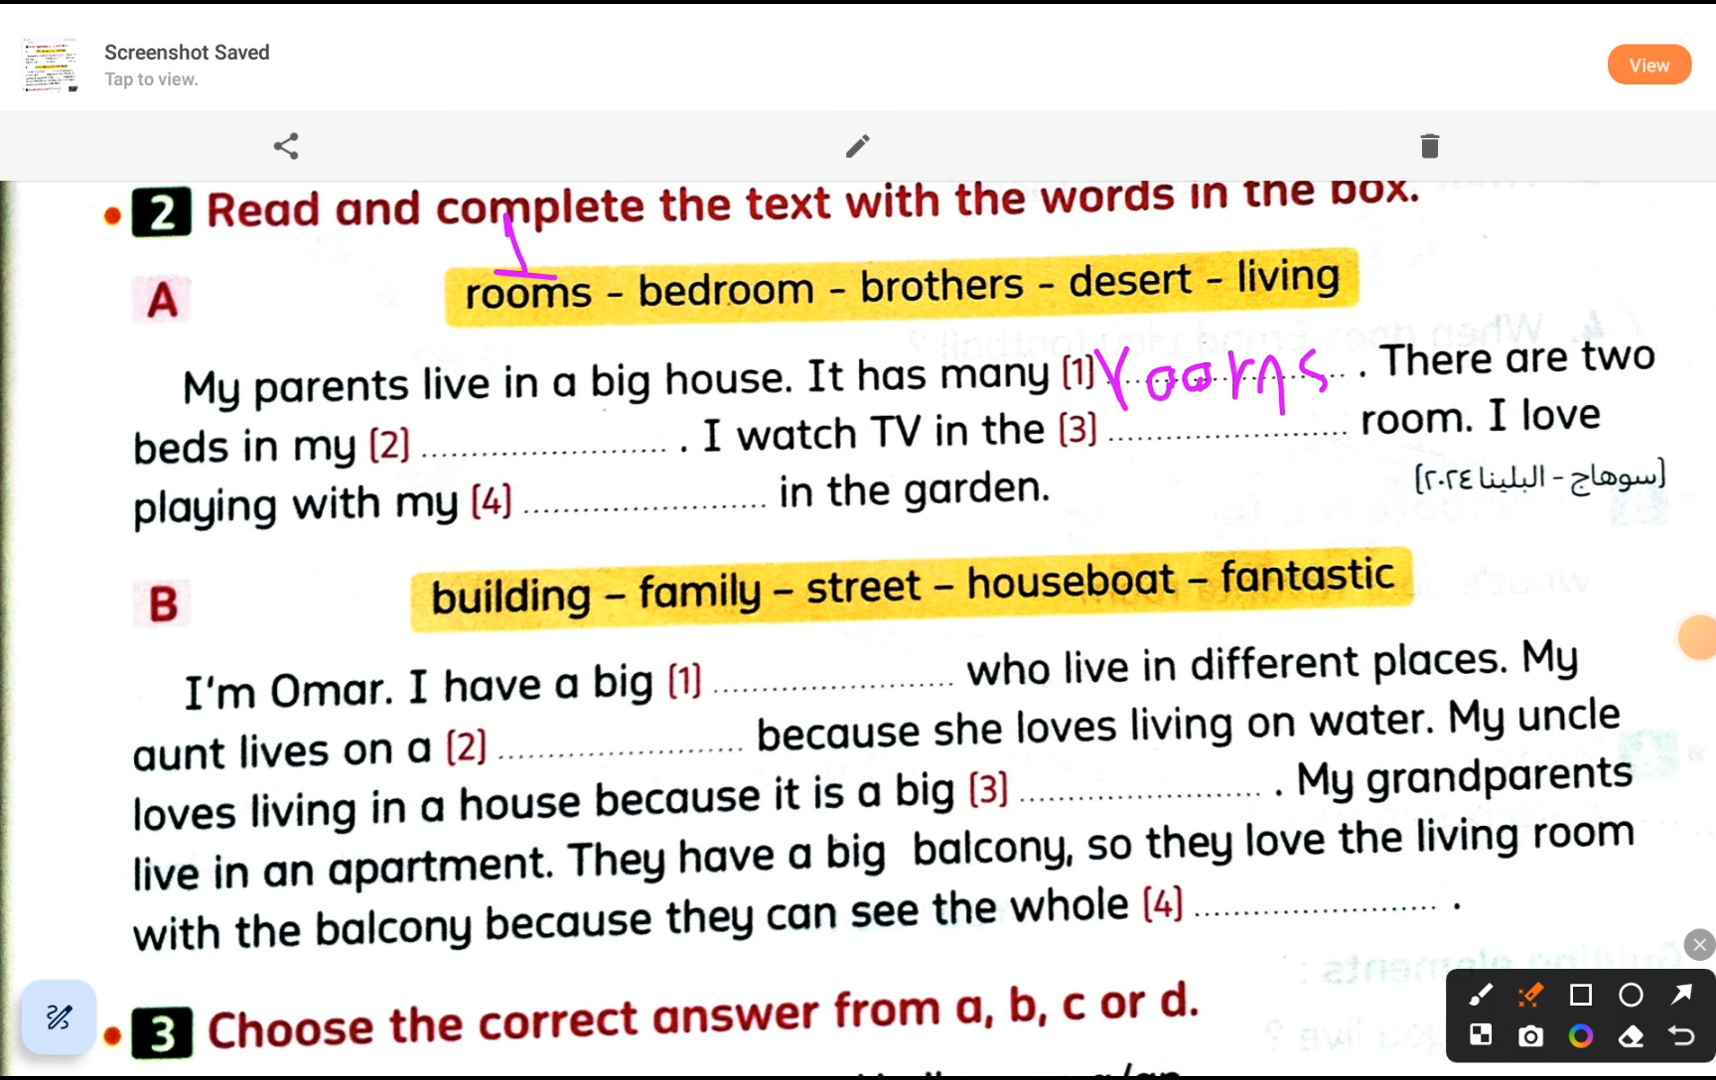 Screenshot Saved
Tap to view.
View
2 Read and complete the text with the words in the box.
A
rooms - bedroom - brothers - desert - living
My parents live in a big house. It has many (1) rooms . There are two
beds in my (2) .................... . I watch TV in the (3) .................... room. I love
playing with my (4) .................... in the garden.
(سوهاج - البلينا ٢٠٢٤)
B
building – family – street – houseboat – fantastic
I'm Omar. I have a big (1) .................... who live in different places. My
aunt lives on a (2) .................... because she loves living on water. My uncle
loves living in a house because it is a big (3) .................... . My grandparents
live in an apartment. They have a big balcony, so they love the living room
with the balcony because they can see the whole (4) .................... .
3 Choose the correct answer from a, b, c or d.